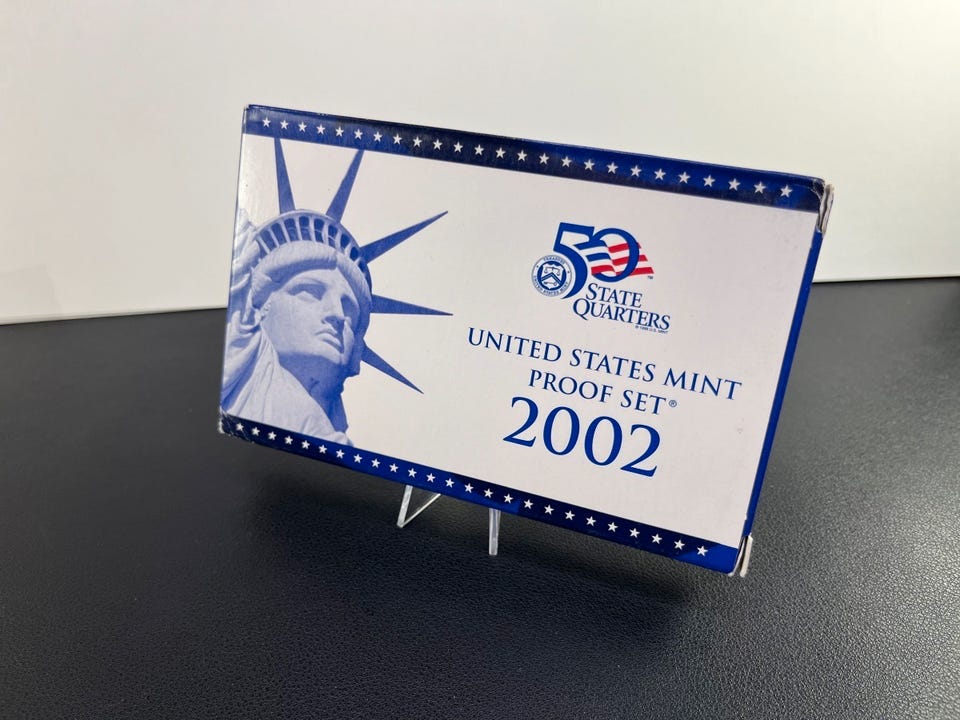 50
STATE
QUARTERS
UNITED STATES MINT
PROOF SET®
2002